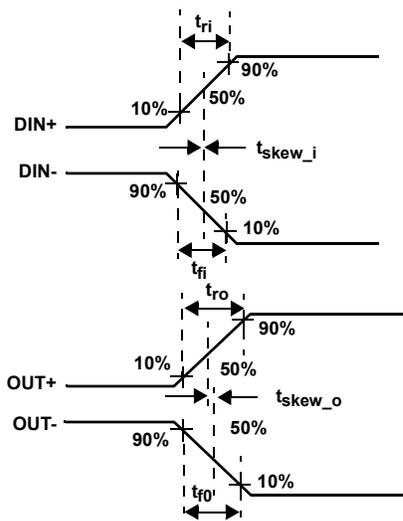 tri
90%
10%
50%
DIN+
tskew_i
DIN-
90%
50%
10%
tfi
tro
90%
10%
50%
OUT+
tskew_o
OUT-
50%
90%
10%
tf0